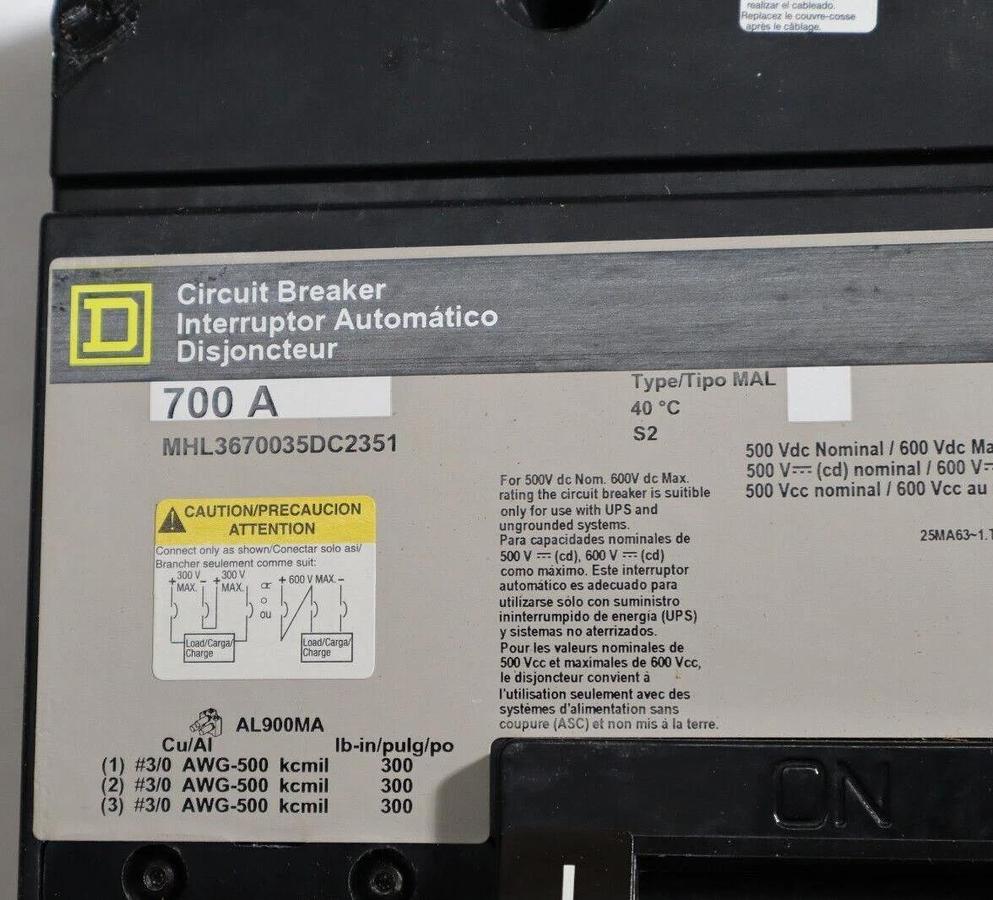 realizar el cableado.
Replacez le couvre-cosse
après le câblage.
D
Circuit Breaker
Interruptor Automático
Disjoncteur
700 A
MHL3670035DC2351
Type/Tipo MAL
40 °C
S2
500 Vdc Nominal / 600 Vdc Ma
500 V⎓ (cd) nominal / 600 V⎓
500 Vcc nominal / 600 Vcc au
25MA63~1.T
CAUTION/PRECAUCION
ATTENTION
Connect only as shown/Conectar solo asi/
Brancher seulement comme suit:
+ 300 V – + 300 V or + 600 V MAX. –
MAX. MAX. o
ou
Load/Carga/ Load/Carga/
Charge Charge
For 500V dc Nom. 600V dc Max.
rating the circuit breaker is suitible
only for use with UPS and
ungrounded systems.
Para capacidades nominales de
500 V ⎓ (cd), 600 V ⎓ (cd)
como máximo. Este interruptor
automático es adecuado para
utilizarse sólo con suministro
ininterrumpido de energía (UPS)
y sistemas no aterrizados.
Pour les valeurs nominales de
500 Vcc et maximales de 600 Vcc,
le disjoncteur convient à
l'utilisation seulement avec des
systèmes d'alimentation sans
coupure (ASC) et non mis à la terre.
AL900MA
Cu/Al lb-in/pulg/po
(1) #3/0 AWG-500 kcmil 300
(2) #3/0 AWG-500 kcmil 300
(3) #3/0 AWG-500 kcmil 300
ON